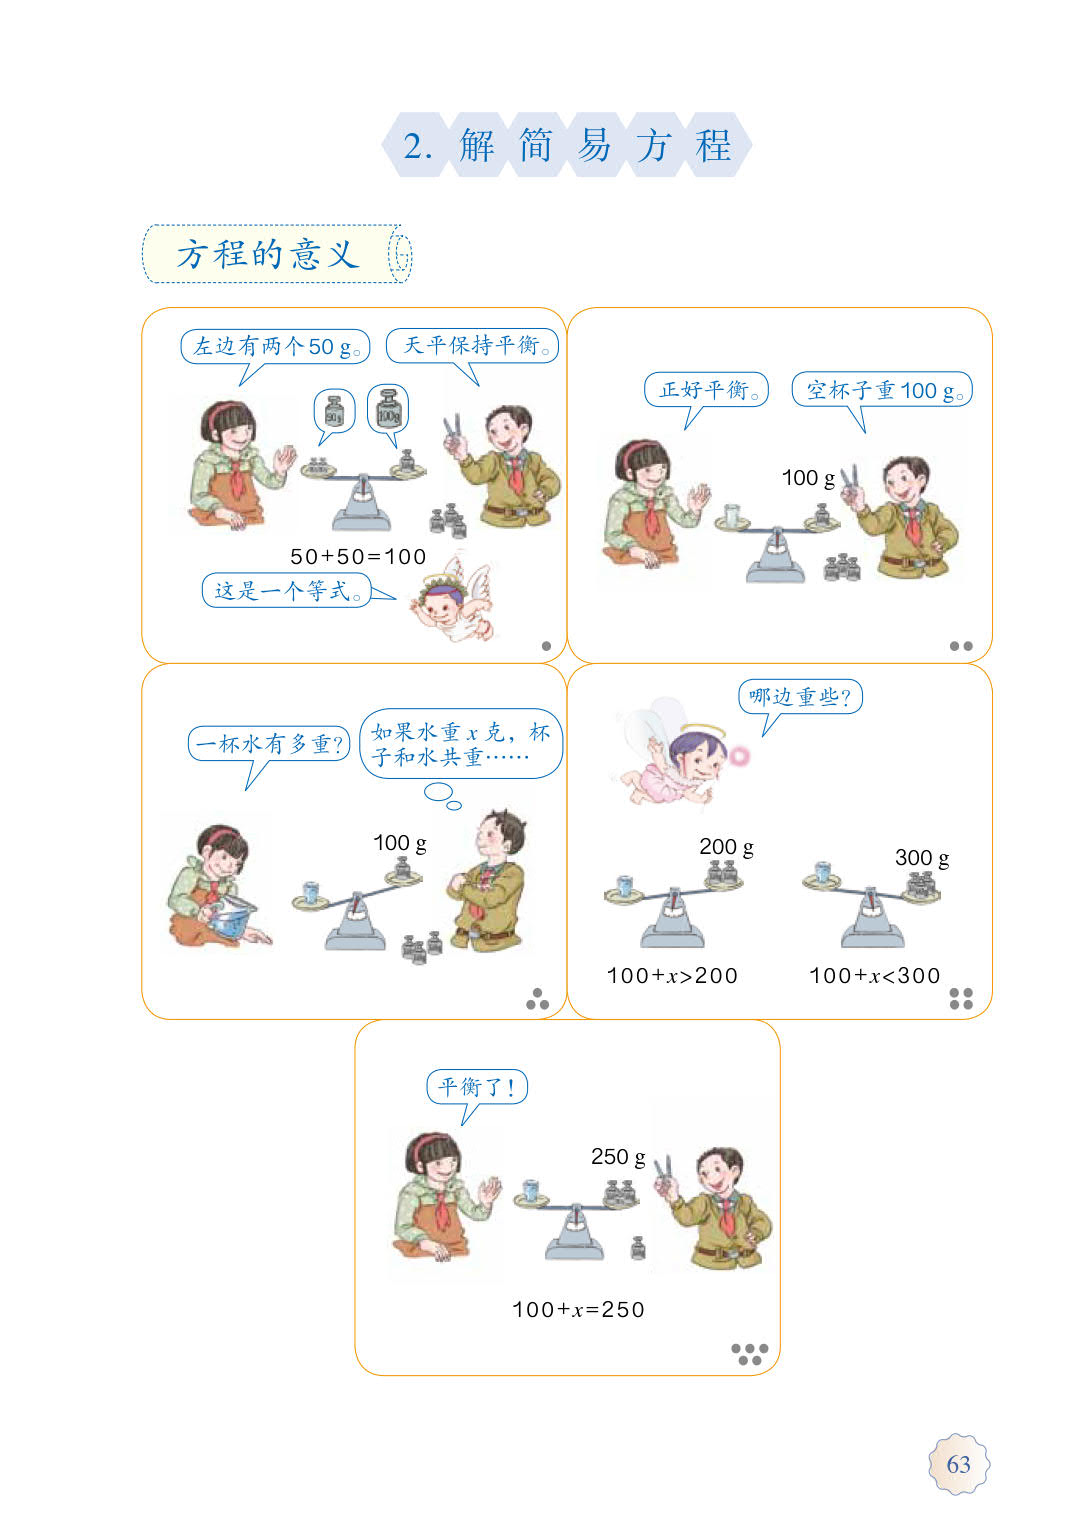 2. 解简易方程
方程的意义
左边有两个50 g。
天平保持平衡。
50g
100g
50+50=100
这是一个等式。
正好平衡。
空杯子重100 g。
100 g
一杯水有多重?
如果水重 x 克，杯
子和水共重……
100 g
哪边重些?
200 g
300 g
100+x>200
100+x<300
平衡了!
250 g
100+x=250
63